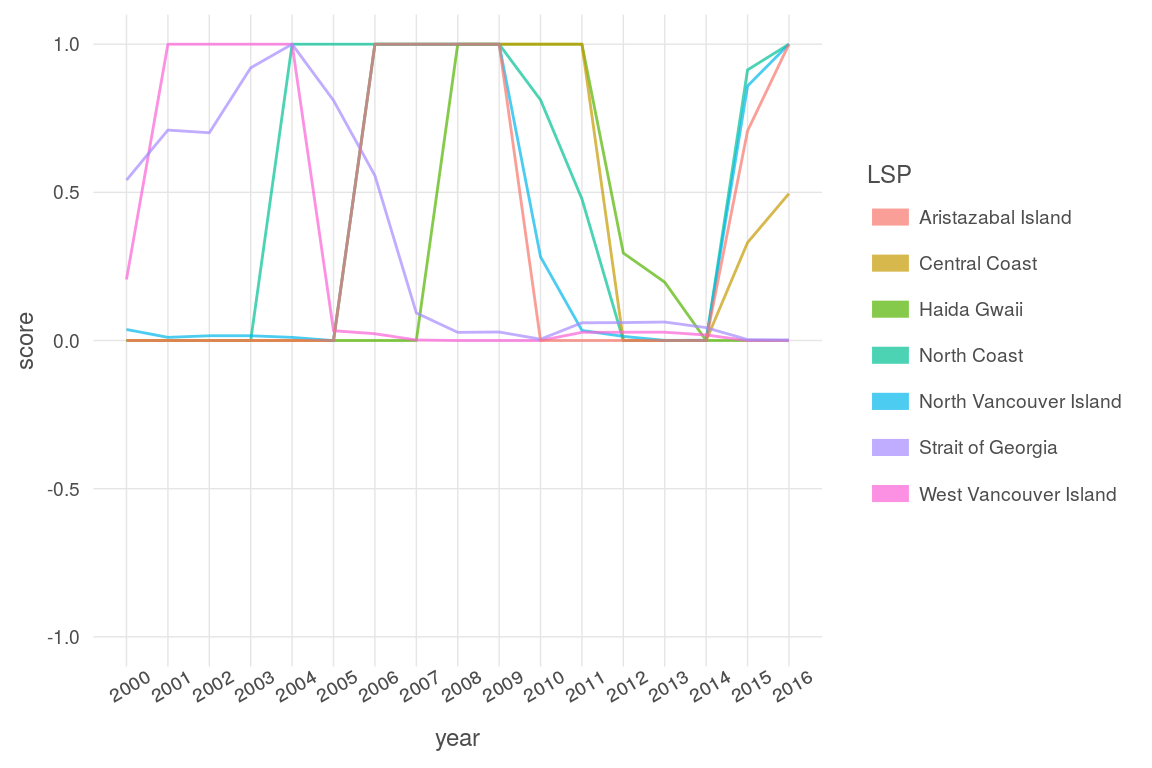 1.0
0.5
0.0
-0.5
-1.0
score
2000 2001 2002 2003 2004 2005 2006 2007 2008 2009 2010 2011 2012 2013 2014 2015 2016
year
LSP
Aristazabal Island
Central Coast
Haida Gwaii
North Coast
North Vancouver Island
Strait of Georgia
West Vancouver Island